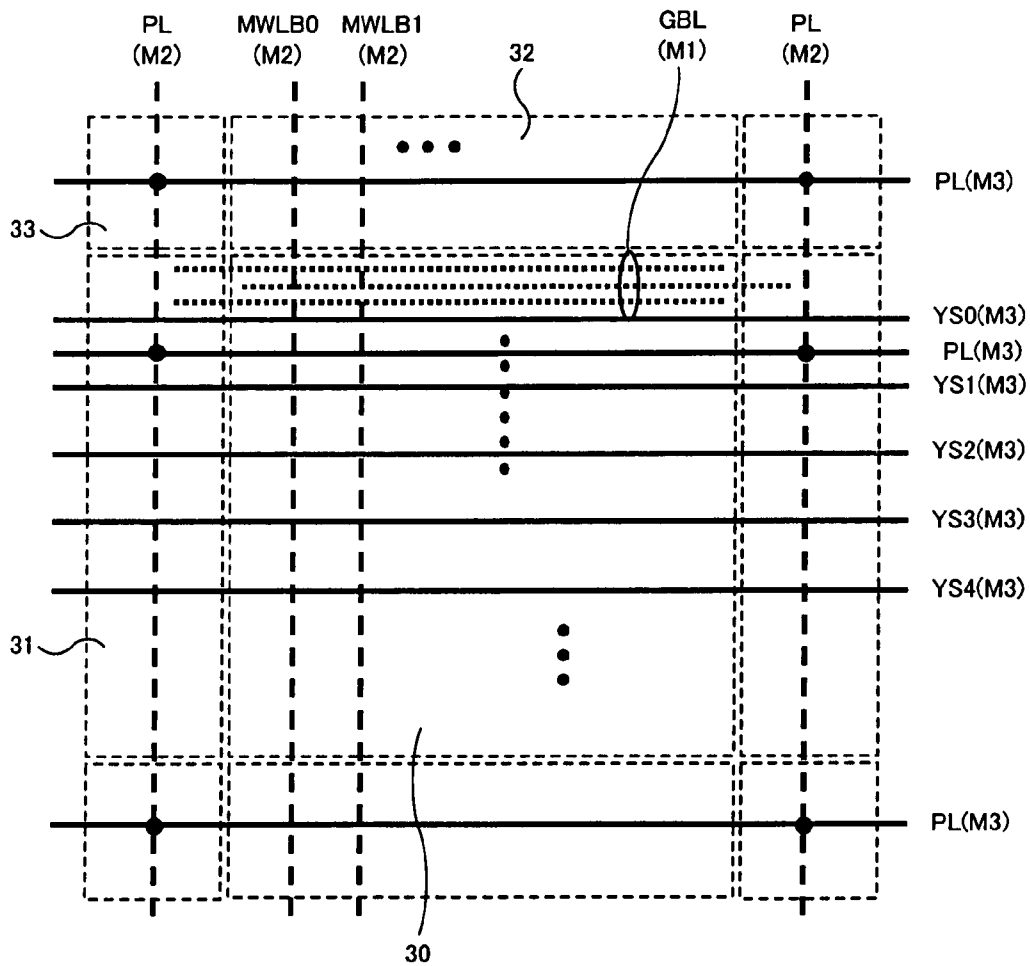 PL
(M2)
MWLB0
(M2)
MWLB1
(M2)
GBL
(M1)
PL
(M2)
32
PL(M3)
33
YS0(M3)
PL(M3)
YS1(M3)
YS2(M3)
YS3(M3)
YS4(M3)
31
PL(M3)
30